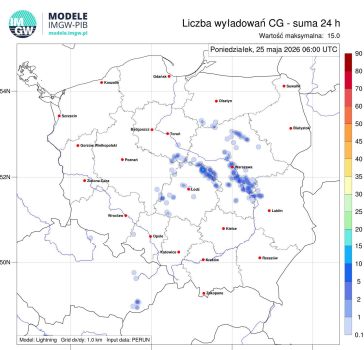 IM
GW
MODELE
IMGW-PIB
modele.imgw.pl
Liczba wyładowań CG - suma 24 h
Wartość maksymalna: 15.0
Poniedziałek, 25 maja 2026 06:00 UTC
54N
52N
50N
Gdańsk
Koszalin
Suwałki
Olsztyn
Szczecin
Bydgoszcz
Toruń
Białystok
Gorzów Wielkopolski
Poznań
Warszawa
Zielona Góra
Łódź
Wrocław
Lublin
Opole
Kielce
Katowice
Kraków
Rzeszów
Zakopane
90
80
70
60
50
45
40
35
30
25
20
15
10
5
2
1
0.1
Model: Lightning Grid dx/dy: 1.0 km Input data: PERUN